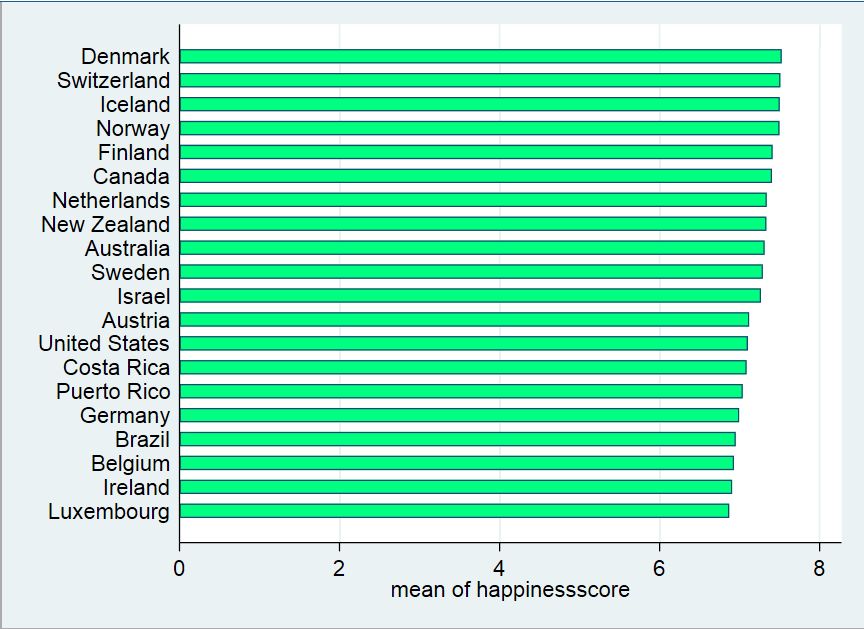 Denmark
Switzerland
Iceland
Norway
Finland
Canada
Netherlands
New Zealand
Australia
Sweden
Israel
Austria
United States
Costa Rica
Puerto Rico
Germany
Brazil
Belgium
Ireland
Luxembourg
0 2 4 6 8
mean of happinessscore